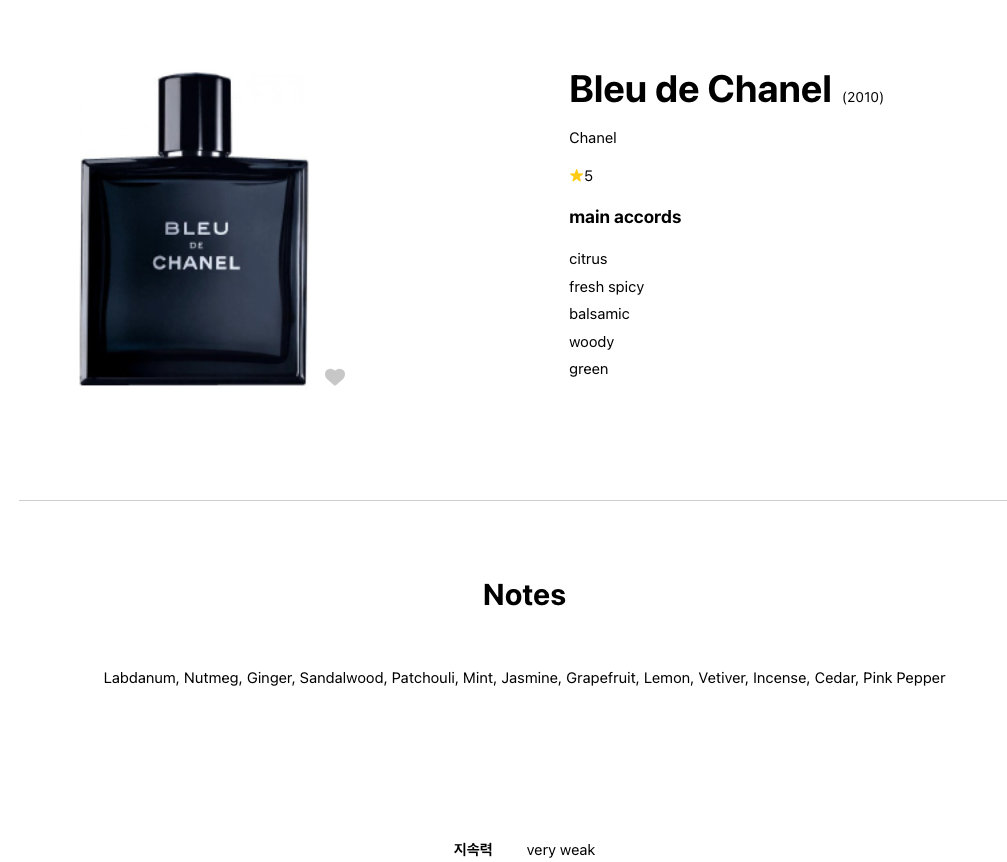 BLEU
DE
CHANEL
Bleu de Chanel (2010)
Chanel
⭐5
main accords
citrus
fresh spicy
balsamic
woody
green
Notes
Labdanum, Nutmeg, Ginger, Sandalwood, Patchouli, Mint, Jasmine, Grapefruit, Lemon, Vetiver, Incense, Cedar, Pink Pepper
지속력 very weak